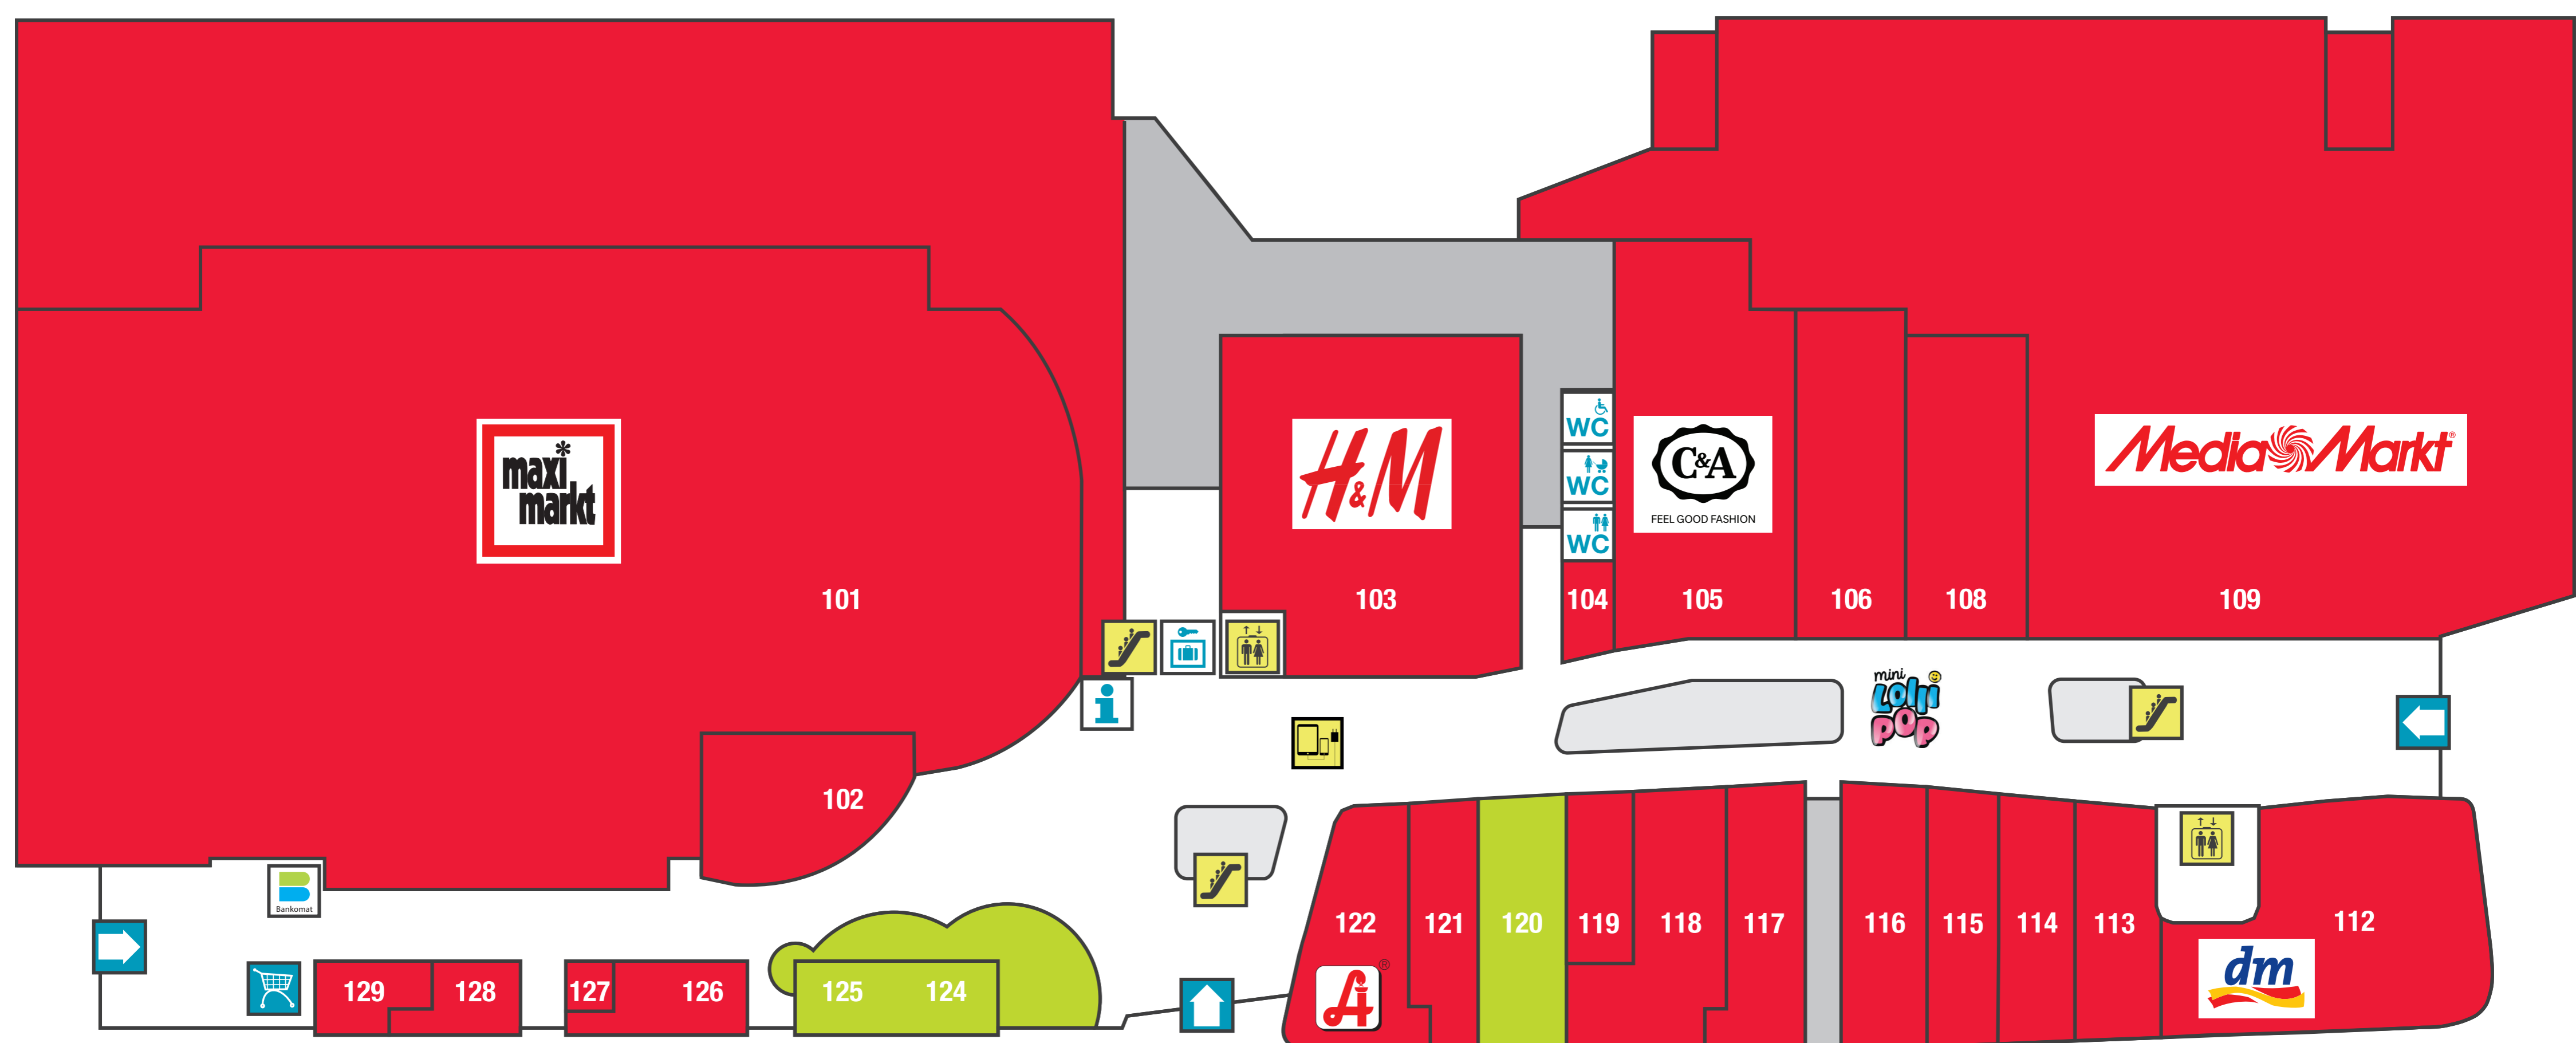 maxi
markt
101
102
H&M
103
WC
WC
WC
104
C&A
FEEL GOOD FASHION
105
106
108
MediaMarkt®
109
mini
Lolli
POP
Bankomat
129
128
127
126
125
124
122
®
121
120
119
118
117
116
115
114
113
112
dm